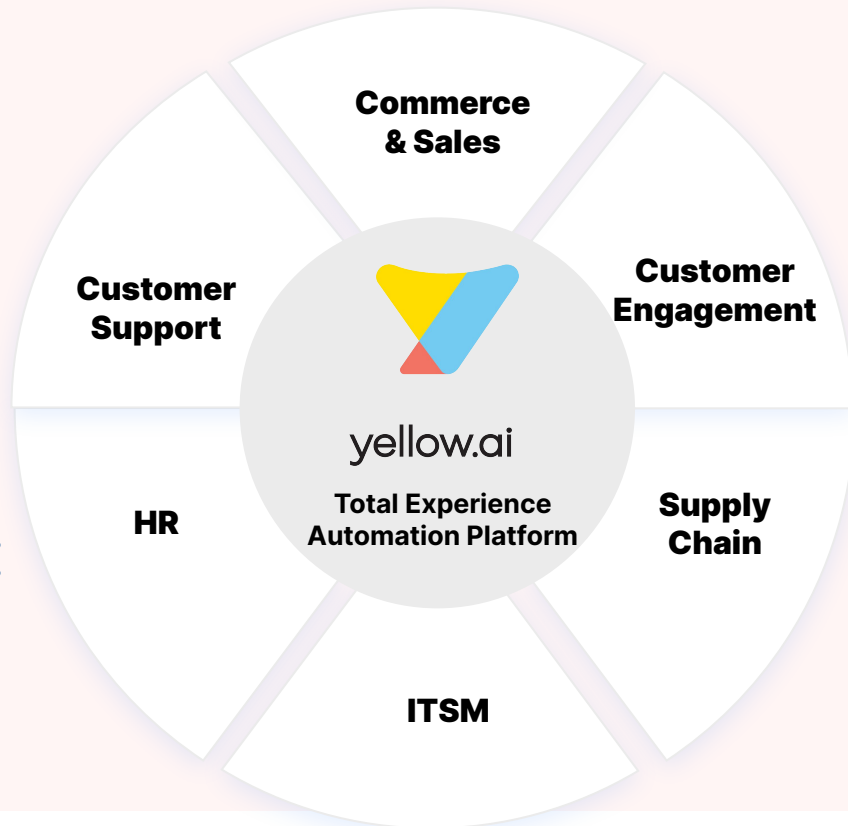 Commerce
& Sales
Customer
Engagement
Customer
Support
yellow.ai
Total Experience
Automation Platform
Supply
Chain
HR
ITSM